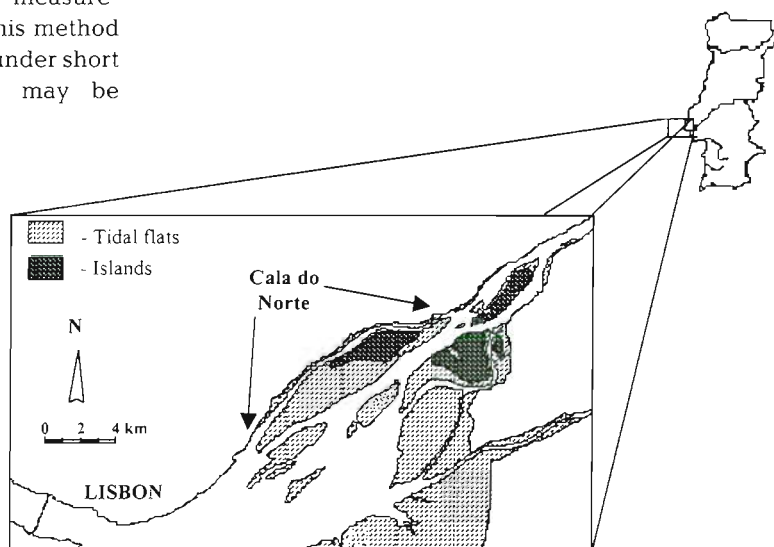 measure-
his method
under short
may be
- Tidal flats
- Islands
Cala do
Norte
N
0 2 4 km
LISBON